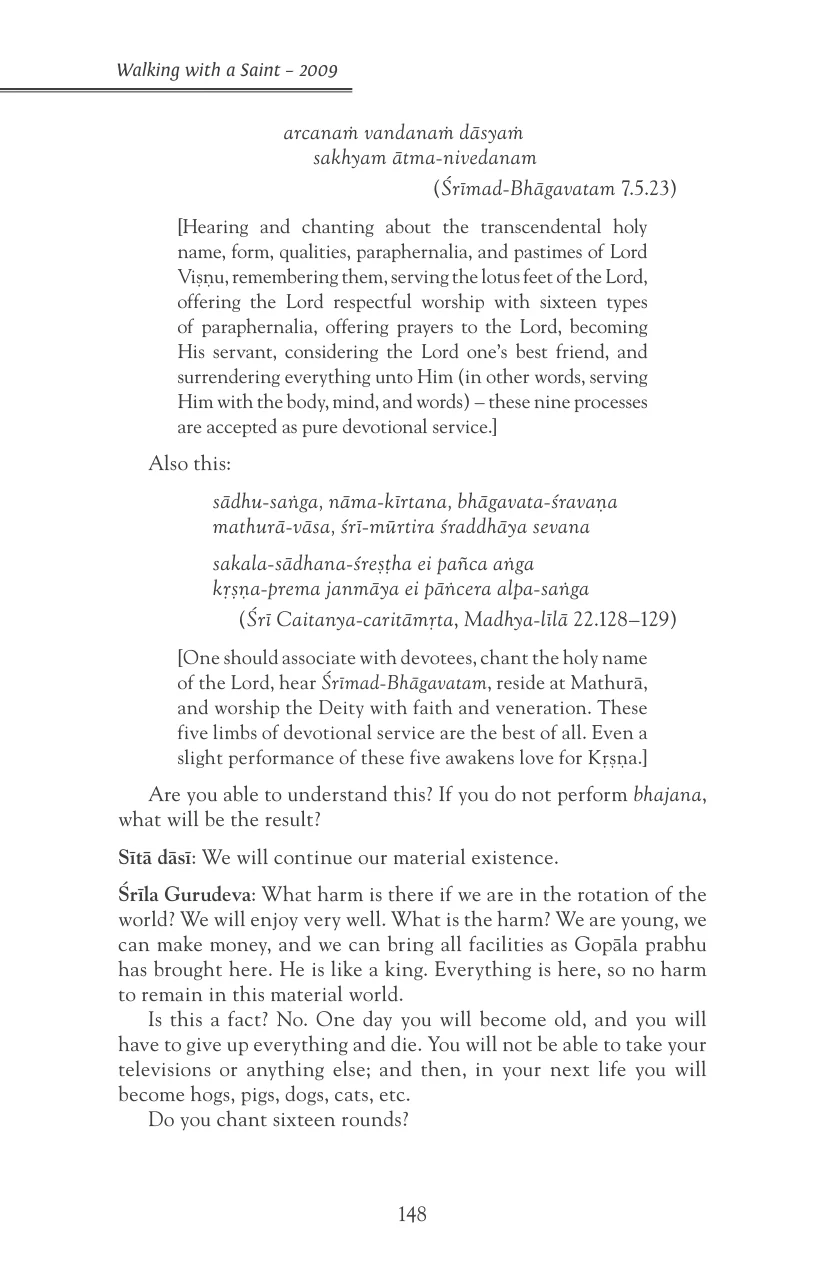 Walking with a Saint – 2009
arcanaṁ vandanaṁ dāsyaṁ
sakhyam ātma-nivedanam
(Śrīmad-Bhāgavatam 7.5.23)
[Hearing and chanting about the transcendental holy
name, form, qualities, paraphernalia, and pastimes of Lord
Viṣṇu, remembering them, serving the lotus feet of the Lord,
offering the Lord respectful worship with sixteen types
of paraphernalia, offering prayers to the Lord, becoming
His servant, considering the Lord one's best friend, and
surrendering everything unto Him (in other words, serving
Him with the body, mind, and words) – these nine processes
are accepted as pure devotional service.]
Also this:
sādhu-saṅga, nāma-kīrtana, bhāgavata-śravaṇa
mathurā-vāsa, śrī-mūrtira śraddhāya sevana
sakala-sādhana-śreṣṭha ei pañca aṅga
kṛṣṇa-prema janmāya ei pāṅcera alpa-saṅga
(Śrī Caitanya-caritāmṛta, Madhya-līlā 22.128–129)
[One should associate with devotees, chant the holy name
of the Lord, hear Śrīmad-Bhāgavatam, reside at Mathurā,
and worship the Deity with faith and veneration. These
five limbs of devotional service are the best of all. Even a
slight performance of these five awakens love for Kṛṣṇa.]
Are you able to understand this? If you do not perform bhajana,
what will be the result?
Sītā dāsī: We will continue our material existence.
Śrīla Gurudeva: What harm is there if we are in the rotation of the
world? We will enjoy very well. What is the harm? We are young, we
can make money, and we can bring all facilities as Gopāla prabhu
has brought here. He is like a king. Everything is here, so no harm
to remain in this material world.
Is this a fact? No. One day you will become old, and you will
have to give up everything and die. You will not be able to take your
televisions or anything else; and then, in your next life you will
become hogs, pigs, dogs, cats, etc.
Do you chant sixteen rounds?
148